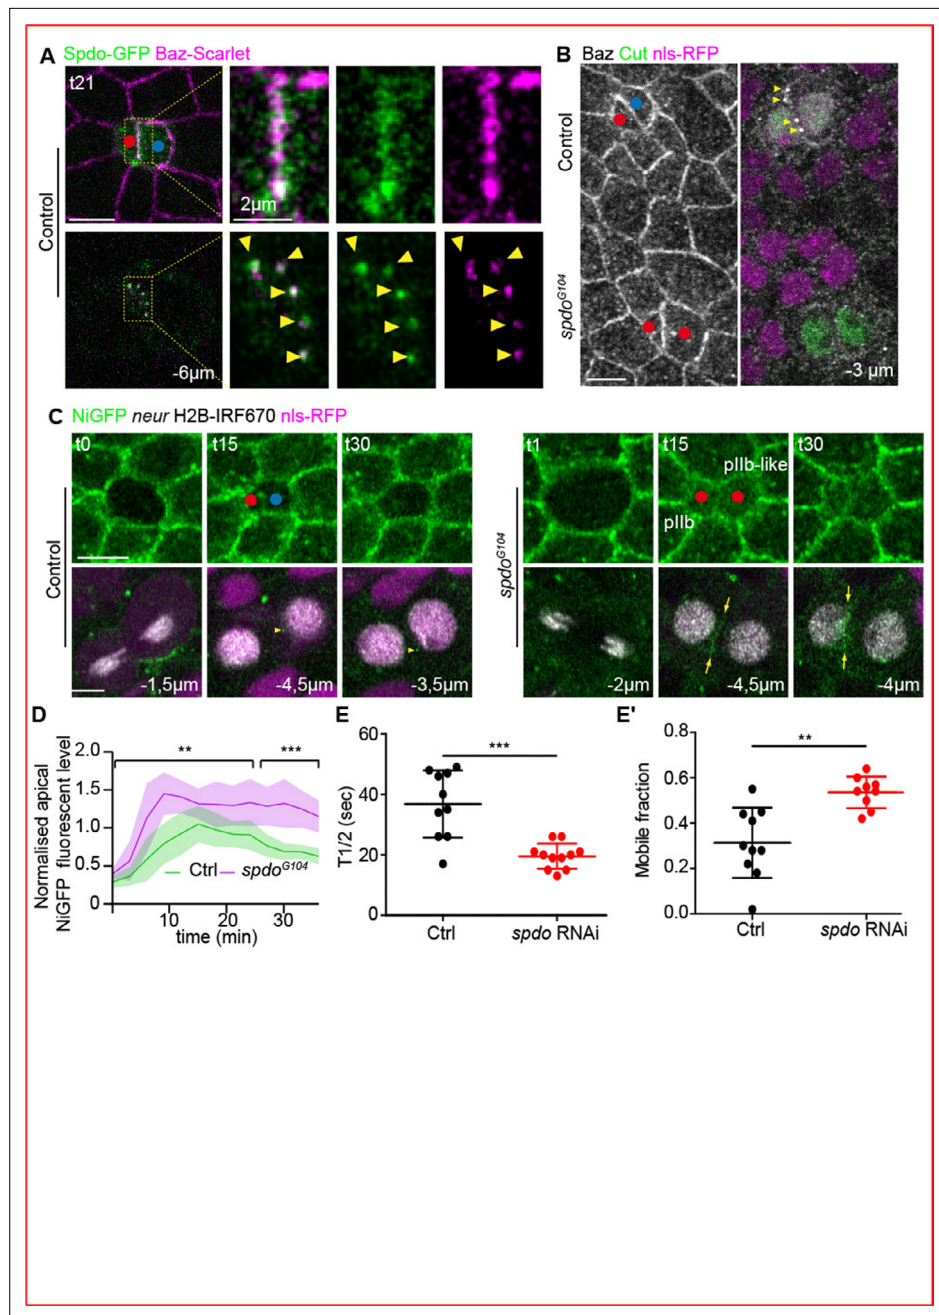 A Spdo-GFP Baz-Scarlet
t21
Control
2µm
-6µm
B Baz Cut nls-RFP
Control
spdoG104
-3 µm
C NiGFP neur H2B-IRF670 nls-RFP
t0 t15 t30
Control
-1,5µm -4,5µm -3,5µm
t1 t15 t30
pIIb-like
pIIb
spdoG104
-2µm -4,5µm -4µm
D
Normalised apical
NiGFP fluorescent level
2.0
1.5
1.0
0.5
0
** ***
Ctrl spdoG104
10 20 30
time (min)
E
T1/2 (sec)
60
40
20
0
***
Ctrl spdo RNAi
E'
Mobile fraction
0.8
0.6
0.4
0.2
0.0
**
Ctrl spdo RNAi